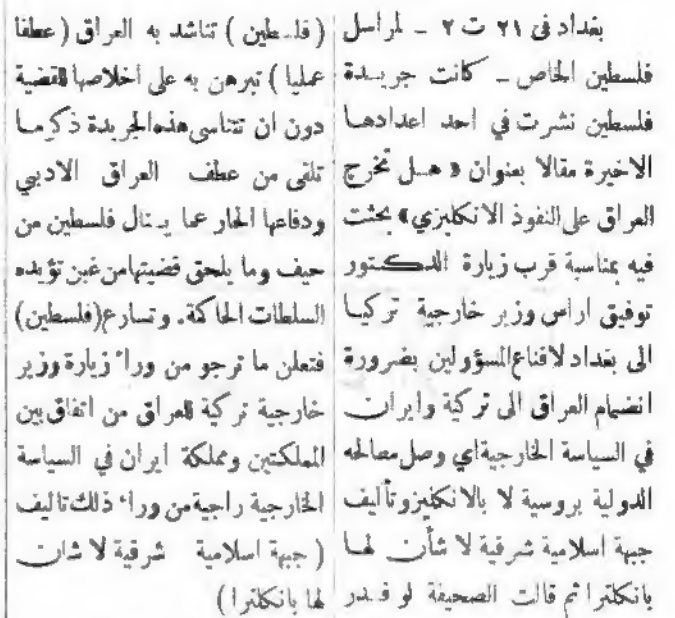 بغداد في ٢١ ت ٢ ــ لمراسل
فلسطين الخاص ــ كانت جريدة
فلسطين نشرت في احد اعدادها
الاخيرة مقالا بعنوان « هل تخرج
العراق على النفوذ الانكليزي » بحثت
فيه بمناسبة قرب زيارة الدكتور
توفيق اراس وزير خارجية تركيا
الى بغداد لاقناع المسؤولين بضرورة
انضمام العراق الى تركية وايران
في السياسة الخارجية اي وصل مصالحه
الدولية بروسية لا بالانكليز وتأليف
جبهة اسلامية شرقية لا شأن لها
بانكلترا ثم قالت الصحيفة لو قدر
( فلسطين ) تناشد به العراق ( عطفا
عمليا ) تبرهن به على اخلاصها للقضية
دون ان تتناسى هذه الجريدة ذكر ما
تلقى من عطف العراق الادبي
ودفاعها الحار عما ينال فلسطين من
حيف وما يلحق قضيتها من غبن تؤيده
السلطات الحاكمة. وتسارع (فلسطين)
فتعلن ما ترجو من وراء زيارة وزير
خارجية تركية للعراق من اتفاق بين
المملكتين ومملكة ايران في السياسة
الخارجية راجية من وراء ذلك تاليف
( جبهة اسلامية شرقية لا شان
لها بانكلترا )